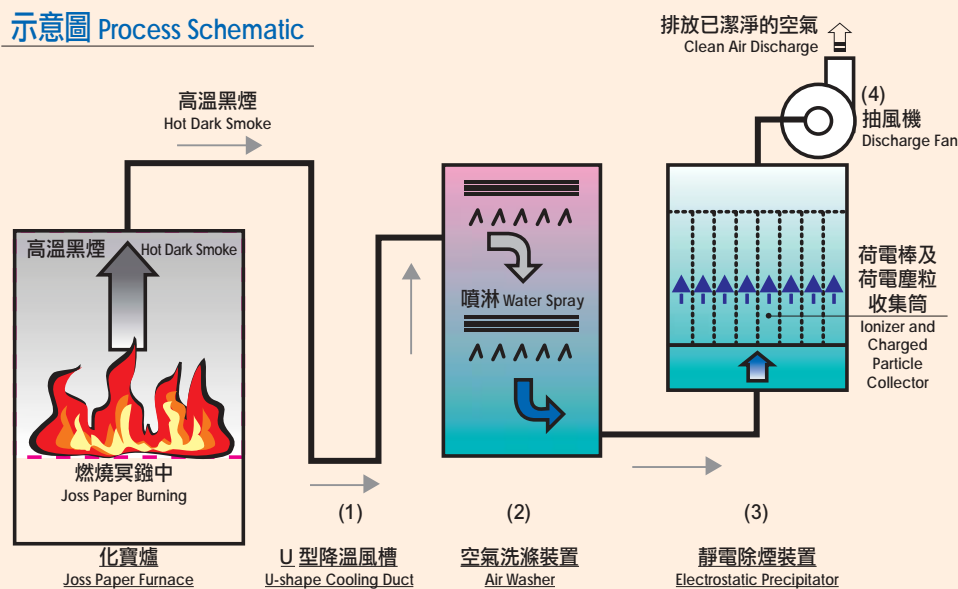 示意圖 Process Schematic
排放已潔淨的空氣
Clean Air Discharge
高溫黑煙
Hot Dark Smoke
(4)
抽風機
Discharge Fan
高溫黑煙 Hot Dark Smoke
噴淋 Water Spray
荷電棒及
荷電塵粒
收集筒
Ionizer and
Charged
Particle
Collector
燃燒冥鏹中
Joss Paper Burning
(1)
(2)
(3)
化寶爐
Joss Paper Furnace
U 型降溫風槽
U-shape Cooling Duct
空氣洗滌裝置
Air Washer
靜電除煙裝置
Electrostatic Precipitator